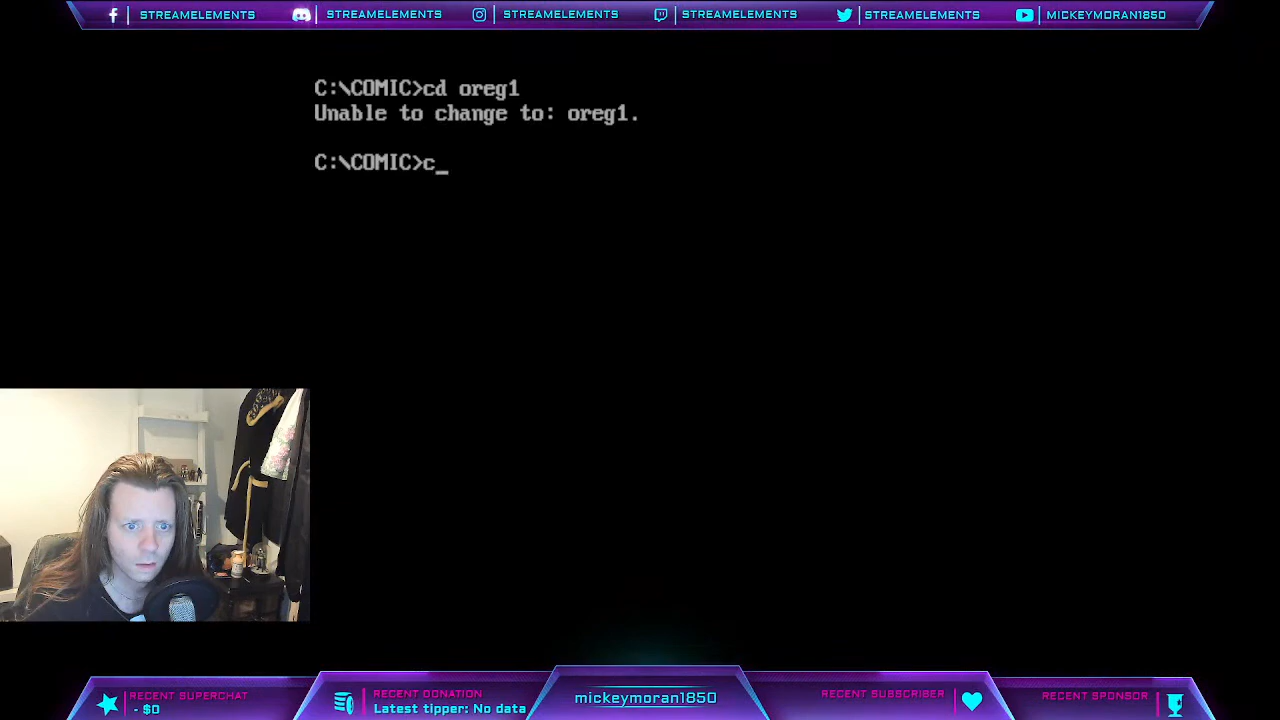 STREAMELEMENTS STREAMELEMENTS STREAMELEMENTS STREAMELEMENTS STREAMELEMENTS MICKEYMORAN1850
C:\COMIC>cd oreg1
Unable to change to: oreg1.
C:\COMIC>c_
RECENT SUPERCHAT
- $0
RECENT DONATION
Latest tipper: No data
mickeymoran1850
RECENT SUBSCRIBER
RECENT SPONSOR